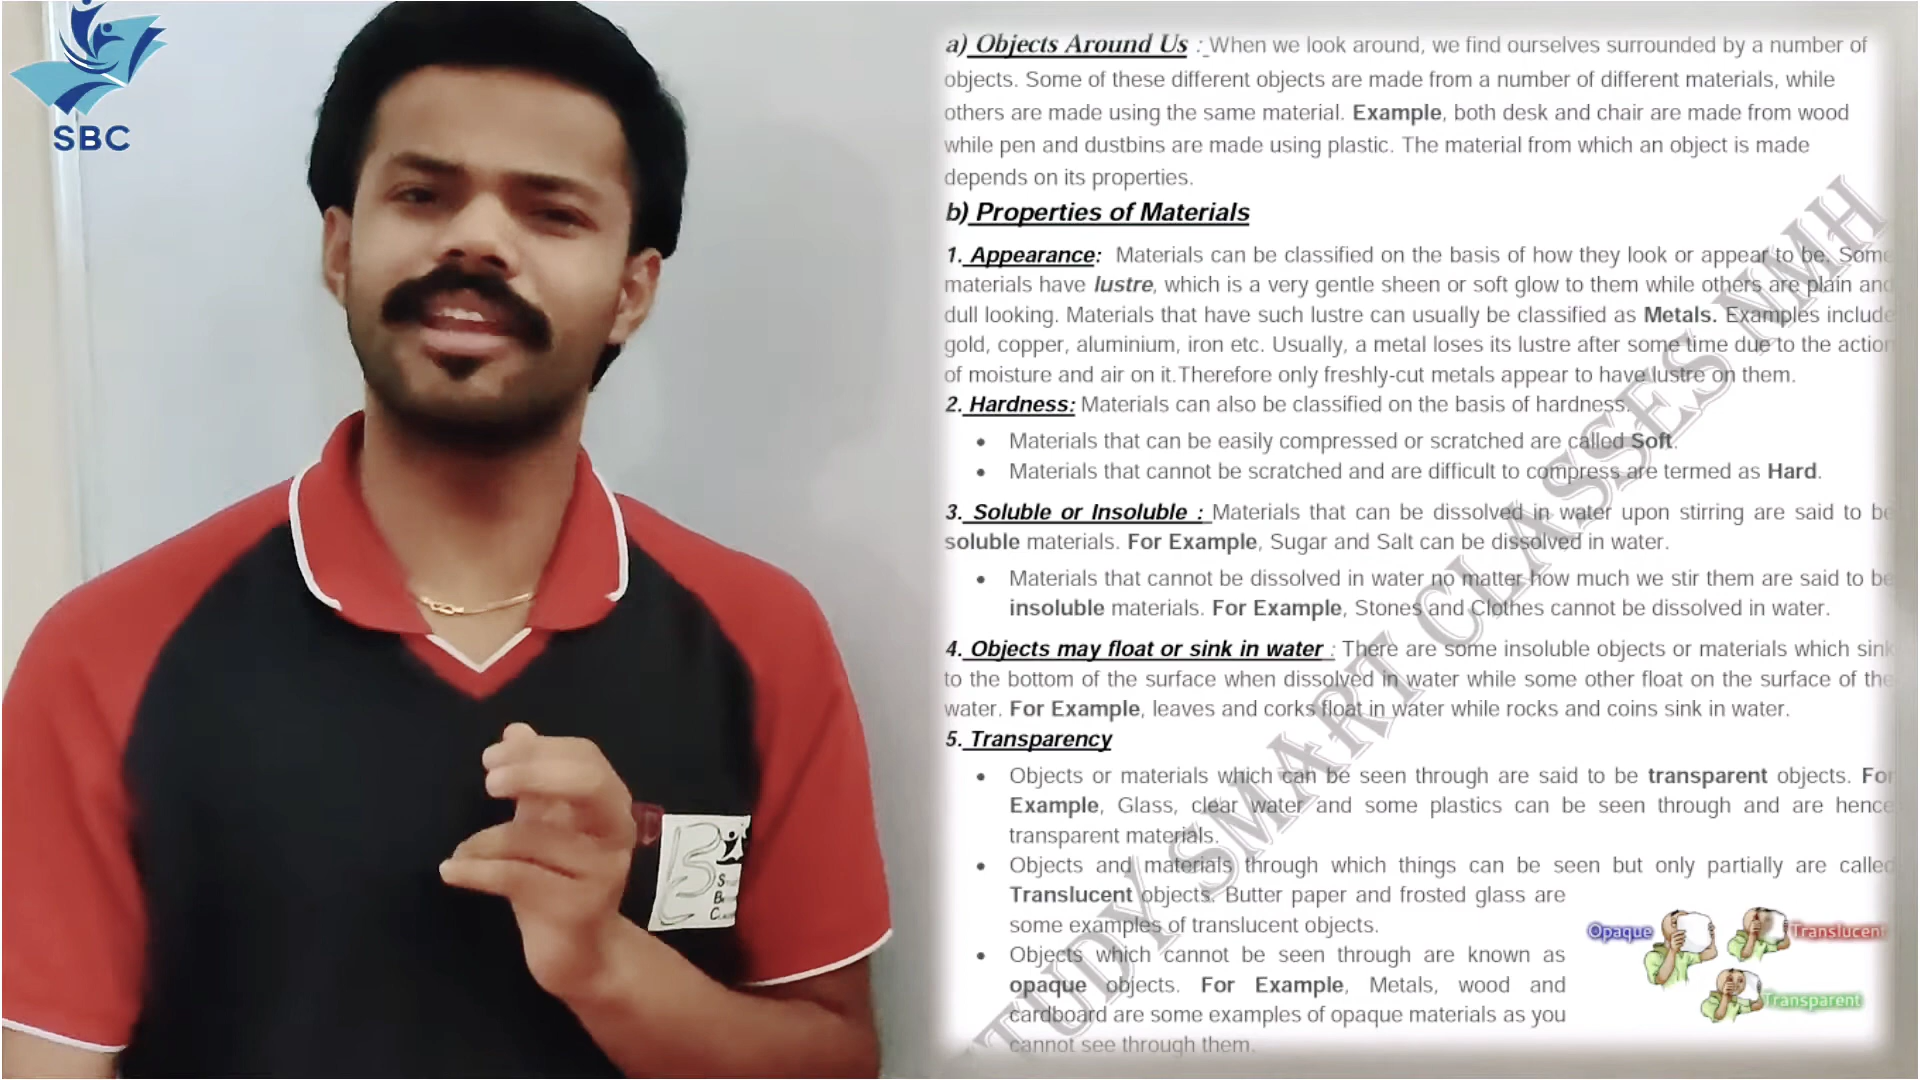 SBC
a) Objects Around Us : When we look around, we find ourselves surrounded by a number of
objects. Some of these different objects are made from a number of different materials, while
others are made using the same material. Example, both desk and chair are made from wood
while pen and dustbins are made using plastic. The material from which an object is made
depends on its properties.
b) Properties of Materials
1. Appearance: Materials can be classified on the basis of how they look or appear to be. Some
materials have lustre, which is a very gentle sheen or soft glow to them while others are plain and
dull looking. Materials that have such lustre can usually be classified as Metals. Examples include
gold, copper, aluminium, iron etc. Usually, a metal loses its lustre after some time due to the action
of moisture and air on it.Therefore only freshly-cut metals appear to have lustre on them.
2. Hardness: Materials can also be classified on the basis of hardness.
• Materials that can be easily compressed or scratched are called Soft.
• Materials that cannot be scratched and are difficult to compress are termed as Hard.
3. Soluble or Insoluble : Materials that can be dissolved in water upon stirring are said to be
soluble materials. For Example, Sugar and Salt can be dissolved in water.
• Materials that cannot be dissolved in water no matter how much we stir them are said to be
insoluble materials. For Example, Stones and Clothes cannot be dissolved in water.
4. Objects may float or sink in water : There are some insoluble objects or materials which sink
to the bottom of the surface when dissolved in water while some other float on the surface of the
water. For Example, leaves and corks float in water while rocks and coins sink in water.
5. Transparency
• Objects or materials which can be seen through are said to be transparent objects. For
Example, Glass, clear water and some plastics can be seen through and are hence
transparent materials.
• Objects and materials through which things can be seen but only partially are called
Translucent objects. Butter paper and frosted glass are
some examples of translucent objects.
• Objects which cannot be seen through are known as
opaque objects. For Example, Metals, wood and
cardboard are some examples of opaque materials as you
cannot see through them.
Opaque
Translucent
Transparent
STUDY SMART CLASSES NMH